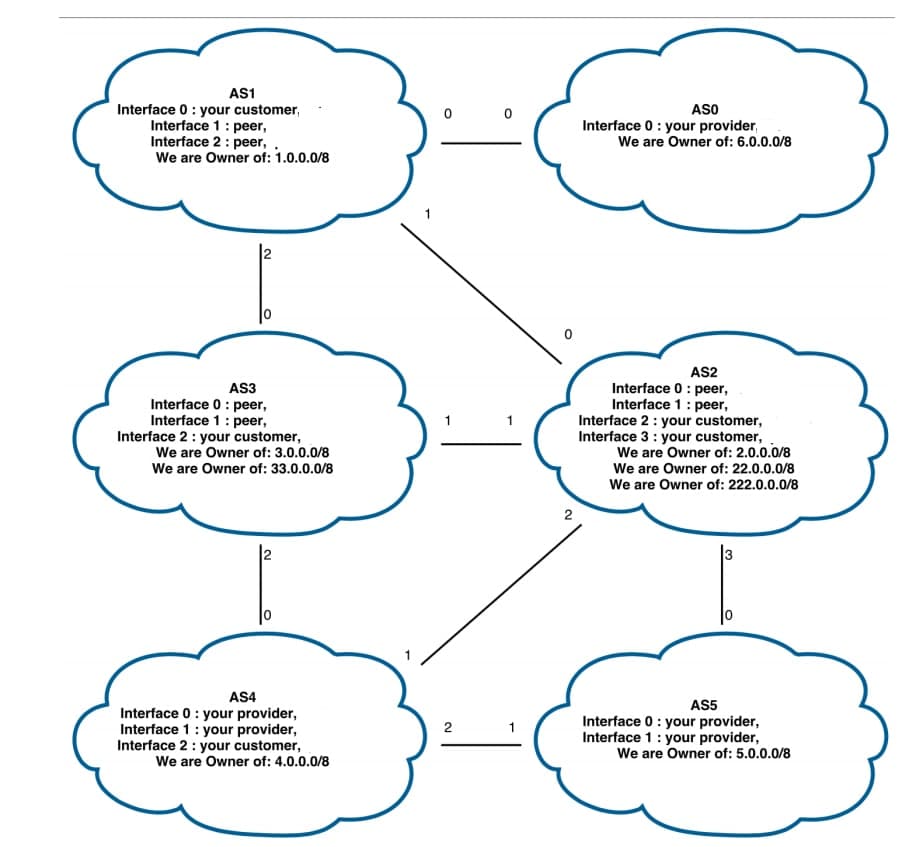 AS1
Interface 0 : your customer,
Interface 1 : peer,
Interface 2 : peer,
We are Owner of: 1.0.0.0/8
0
0
AS0
Interface 0 : your provider,
We are Owner of: 6.0.0.0/8
1
2
0
0
AS3
Interface 0 : peer,
Interface 1 : peer,
Interface 2 : your customer,
We are Owner of: 3.0.0.0/8
We are Owner of: 33.0.0.0/8
1
1
AS2
Interface 0 : peer,
Interface 1 : peer,
Interface 2 : your customer,
Interface 3 : your customer,
We are Owner of: 2.0.0.0/8
We are Owner of: 22.0.0.0/8
We are Owner of: 222.0.0.0/8
2
2
3
0
0
1
AS4
Interface 0 : your provider,
Interface 1 : your provider,
Interface 2 : your customer,
We are Owner of: 4.0.0.0/8
2
1
AS5
Interface 0 : your provider,
Interface 1 : your provider,
We are Owner of: 5.0.0.0/8